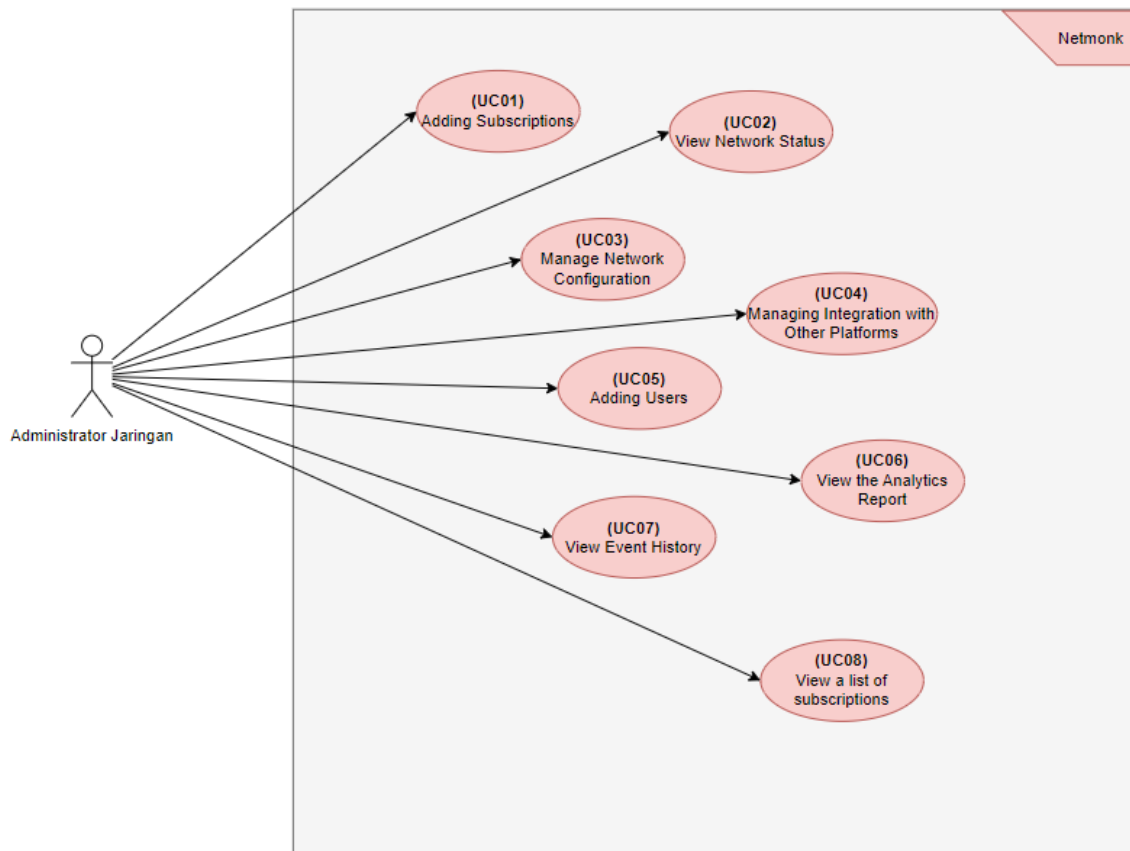 Netmonk
(UC01)
Adding Subscriptions
(UC02)
View Network Status
(UC03)
Manage Network
Configuration
(UC04)
Managing Integration with
Other Platforms
(UC05)
Adding Users
Administrator Jaringan
(UC06)
View the Analytics
Report
(UC07)
View Event History
(UC08)
View a list of
subscriptions